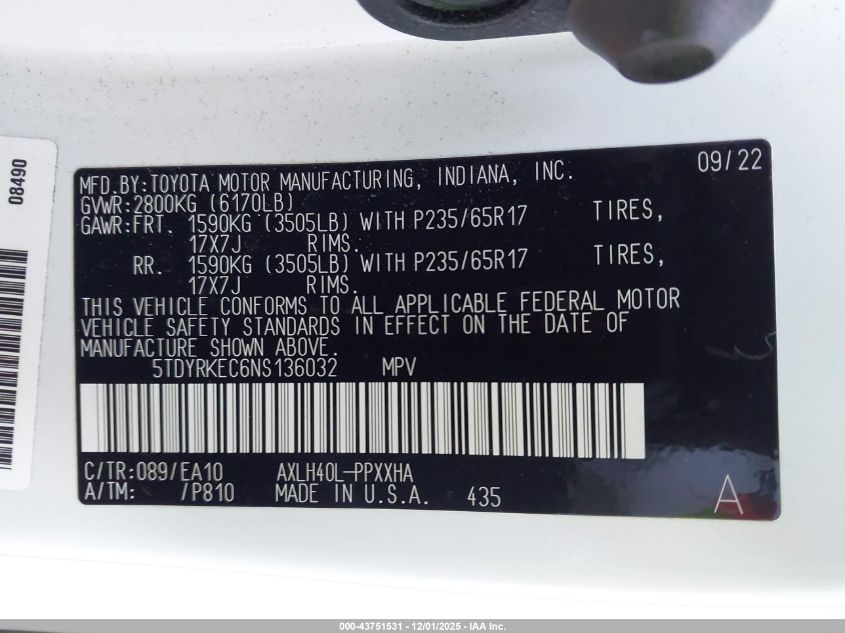 08490
09/22
MFD.BY:TOYOTA MOTOR MANUFACTURING, INDIANA, INC.
GVWR:2800KG (6170LB)
GAWR:FRT. 1590KG (3505LB) WITH P235/65R17 TIRES,
17X7J RIMS.
RR. 1590KG (3505LB) WITH P235/65R17 TIRES,
17X7J RIMS.
THIS VEHICLE CONFORMS TO ALL APPLICABLE FEDERAL MOTOR
VEHICLE SAFETY STANDARDS IN EFFECT ON THE DATE OF
MANUFACTURE SHOWN ABOVE.
5TDYRKEC6NS136032 MPV
C/TR:089/EA10 AXLH40L-PPXXHA
A/TM: /P810 MADE IN U.S.A. 435
A
000-43751531 - 12/01/2025 - IAA Inc.